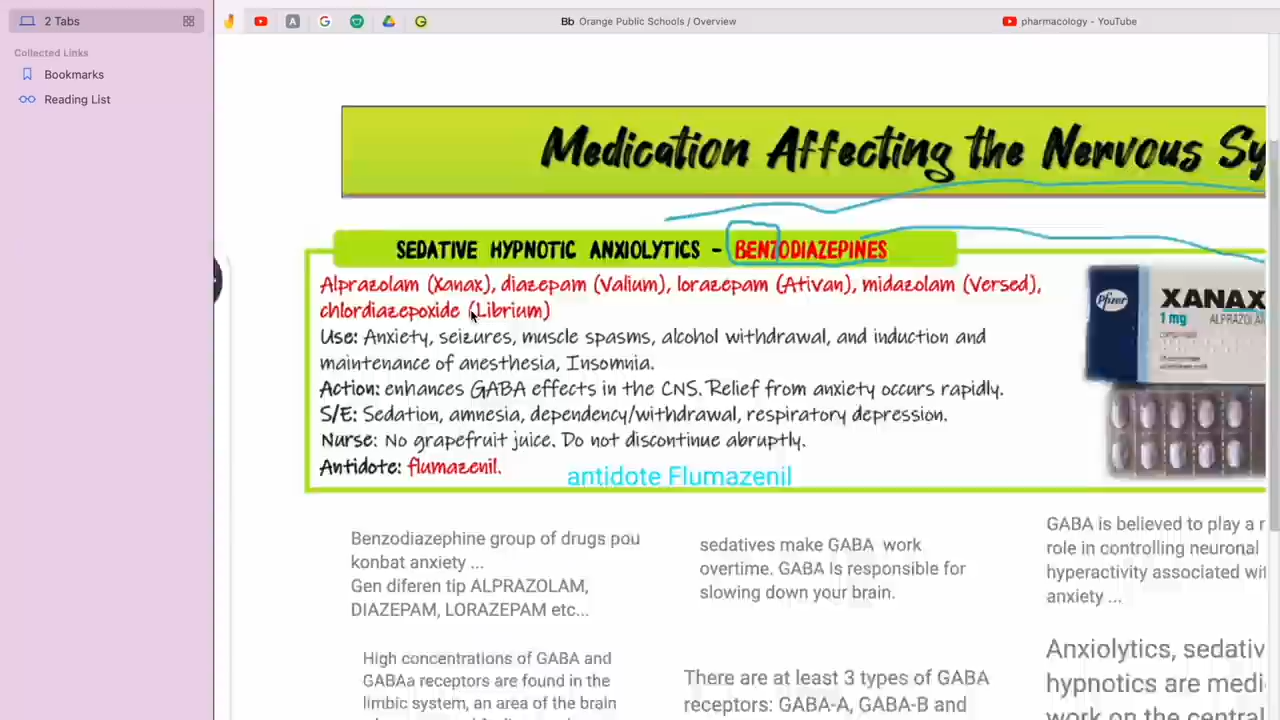 2 Tabs
Collected Links
Bookmarks
Reading List
A
G
Bb Orange Public Schools / Overview
pharmacology - YouTube
Medication Affecting the Nervous Sy
SEDATIVE HYPNOTIC ANXIOLYTICS - BENZODIAZEPINES
Alprazolam (Xanax), diazepam (Valium), lorazepam (Ativan), midazolam (Versed),
chlordiazepoxide (Librium)
Use: Anxiety, seizures, muscle spasms, alcohol withdrawal, and induction and
maintenance of anesthesia, Insomnia.
Action: enhances GABA effects in the CNS. Relief from anxiety occurs rapidly.
S/E: Sedation, amnesia, dependency/withdrawal, respiratory depression.
Nurse: No grapefruit juice. Do not discontinue abruptly.
Antidote: flumazenil.
antidote Flumazenil
Pfizer
XANAX
1 mg
ALPRAZOLA
Benzodiazephine group of drugs pou
konbat anxiety ...
Gen diferen tip ALPRAZOLAM,
DIAZEPAM, LORAZEPAM etc...
sedatives make GABA work
overtime. GABA Is responsible for
slowing down your brain.
GABA is believed to play a r
role in controlling neuronal
hyperactivity associated wit
anxiety ...
High concentrations of GABA and
GABAa receptors are found in the
limbic system, an area of the brain
There are at least 3 types of GABA
receptors: GABA-A, GABA-B and
Anxiolytics, sedativ
hypnotics are medi
work on the central